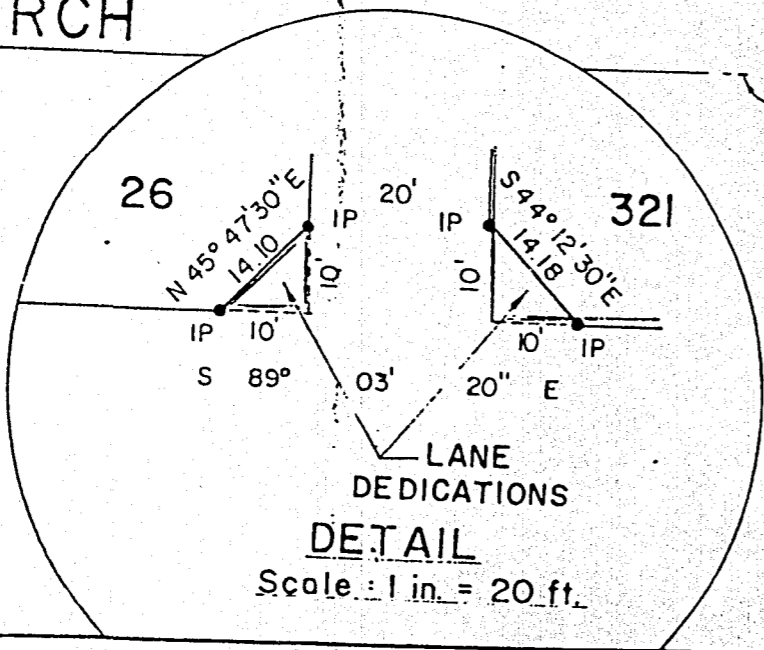 RCH
26
N 45° 47' 30" E
14.10
IP
10'
IP
10'
20'
S 44° 12' 30" E
14.18
321
IP
10'
10'
IP
S 89° 03' 20" E
LANE
DEDICATIONS
DETAIL
Scale : 1 in. = 20 ft.